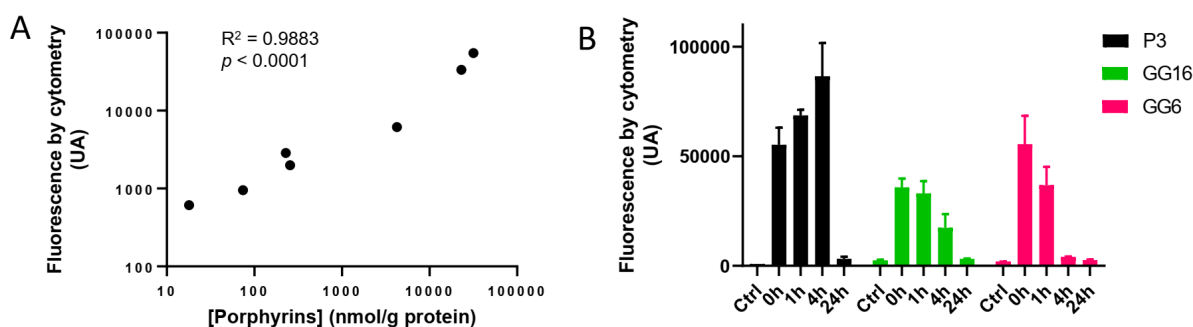 A
R² = 0.9883
p < 0.0001
Fluorescence by cytometry
(UA)
100000
10000
1000
100
10 100 1000 10000 100000
[Porphyrins] (nmol/g protein)
B
Fluorescence by cytometry
(UA)
100000
50000
0
Ctrl 0h 1h 4h 24h Ctrl 0h 1h 4h 24h Ctrl 0h 1h 4h 24h
P3
GG16
GG6